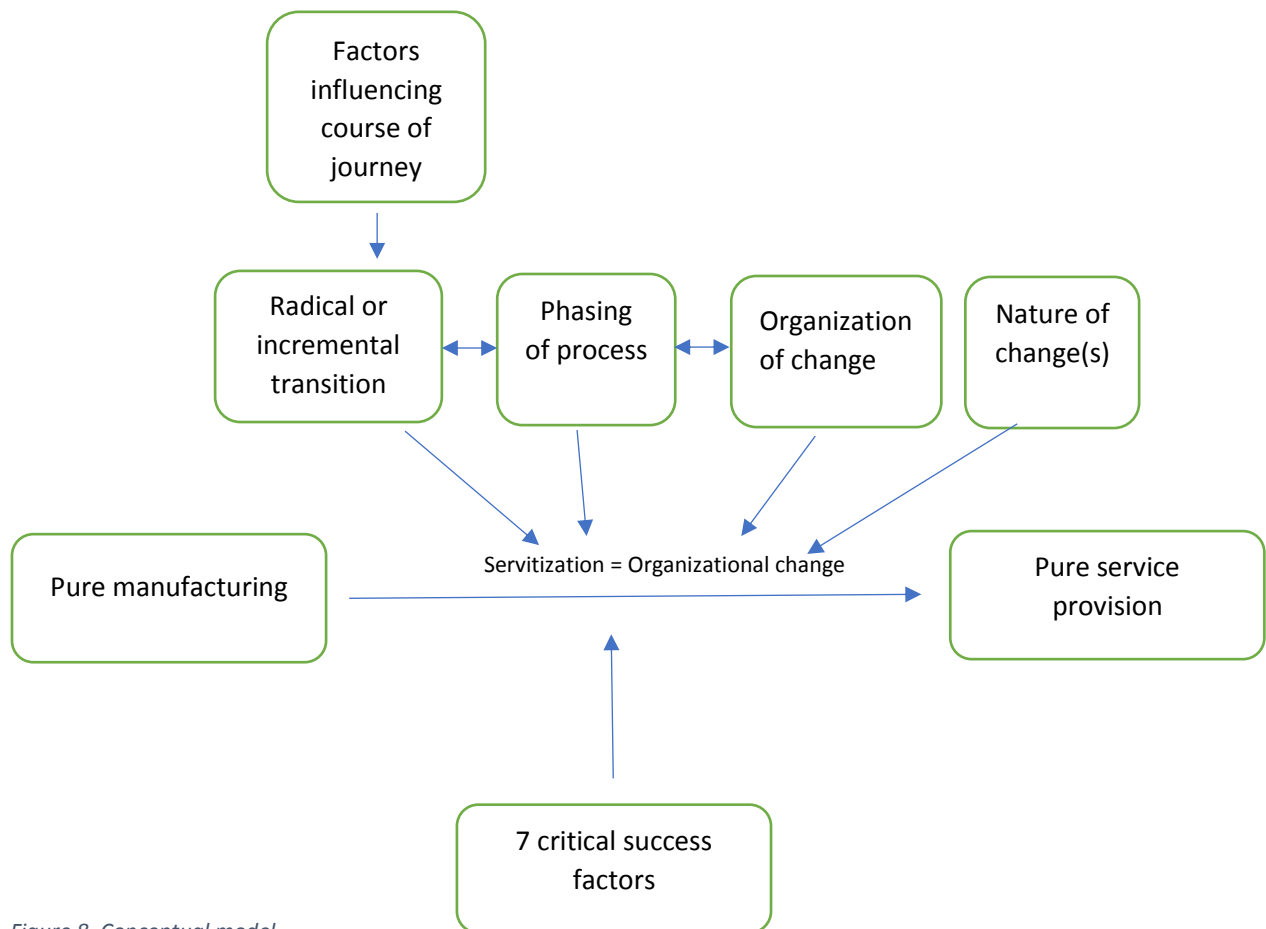 Factors
influencing
course of
journey
Radical or
incremental
transition
Phasing
of process
Organization
of change
Nature of
change(s)
Servitization = Organizational change
Pure manufacturing
Pure service
provision
7 critical success
factors
Figure 8. Conceptual model